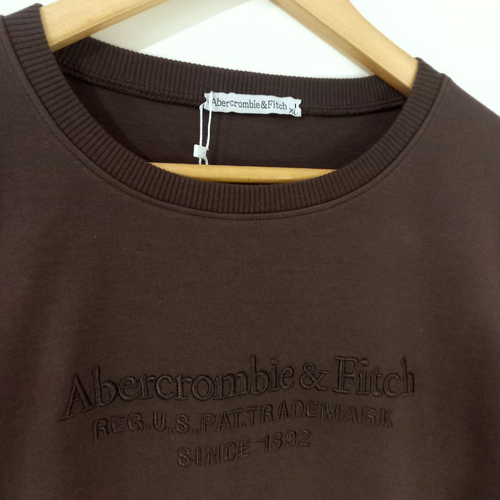 Abercrombie & Fitch
XL
Abercrombie & Fitch
REG. U.S. PAT. TRADEMARK
SINCE 1892